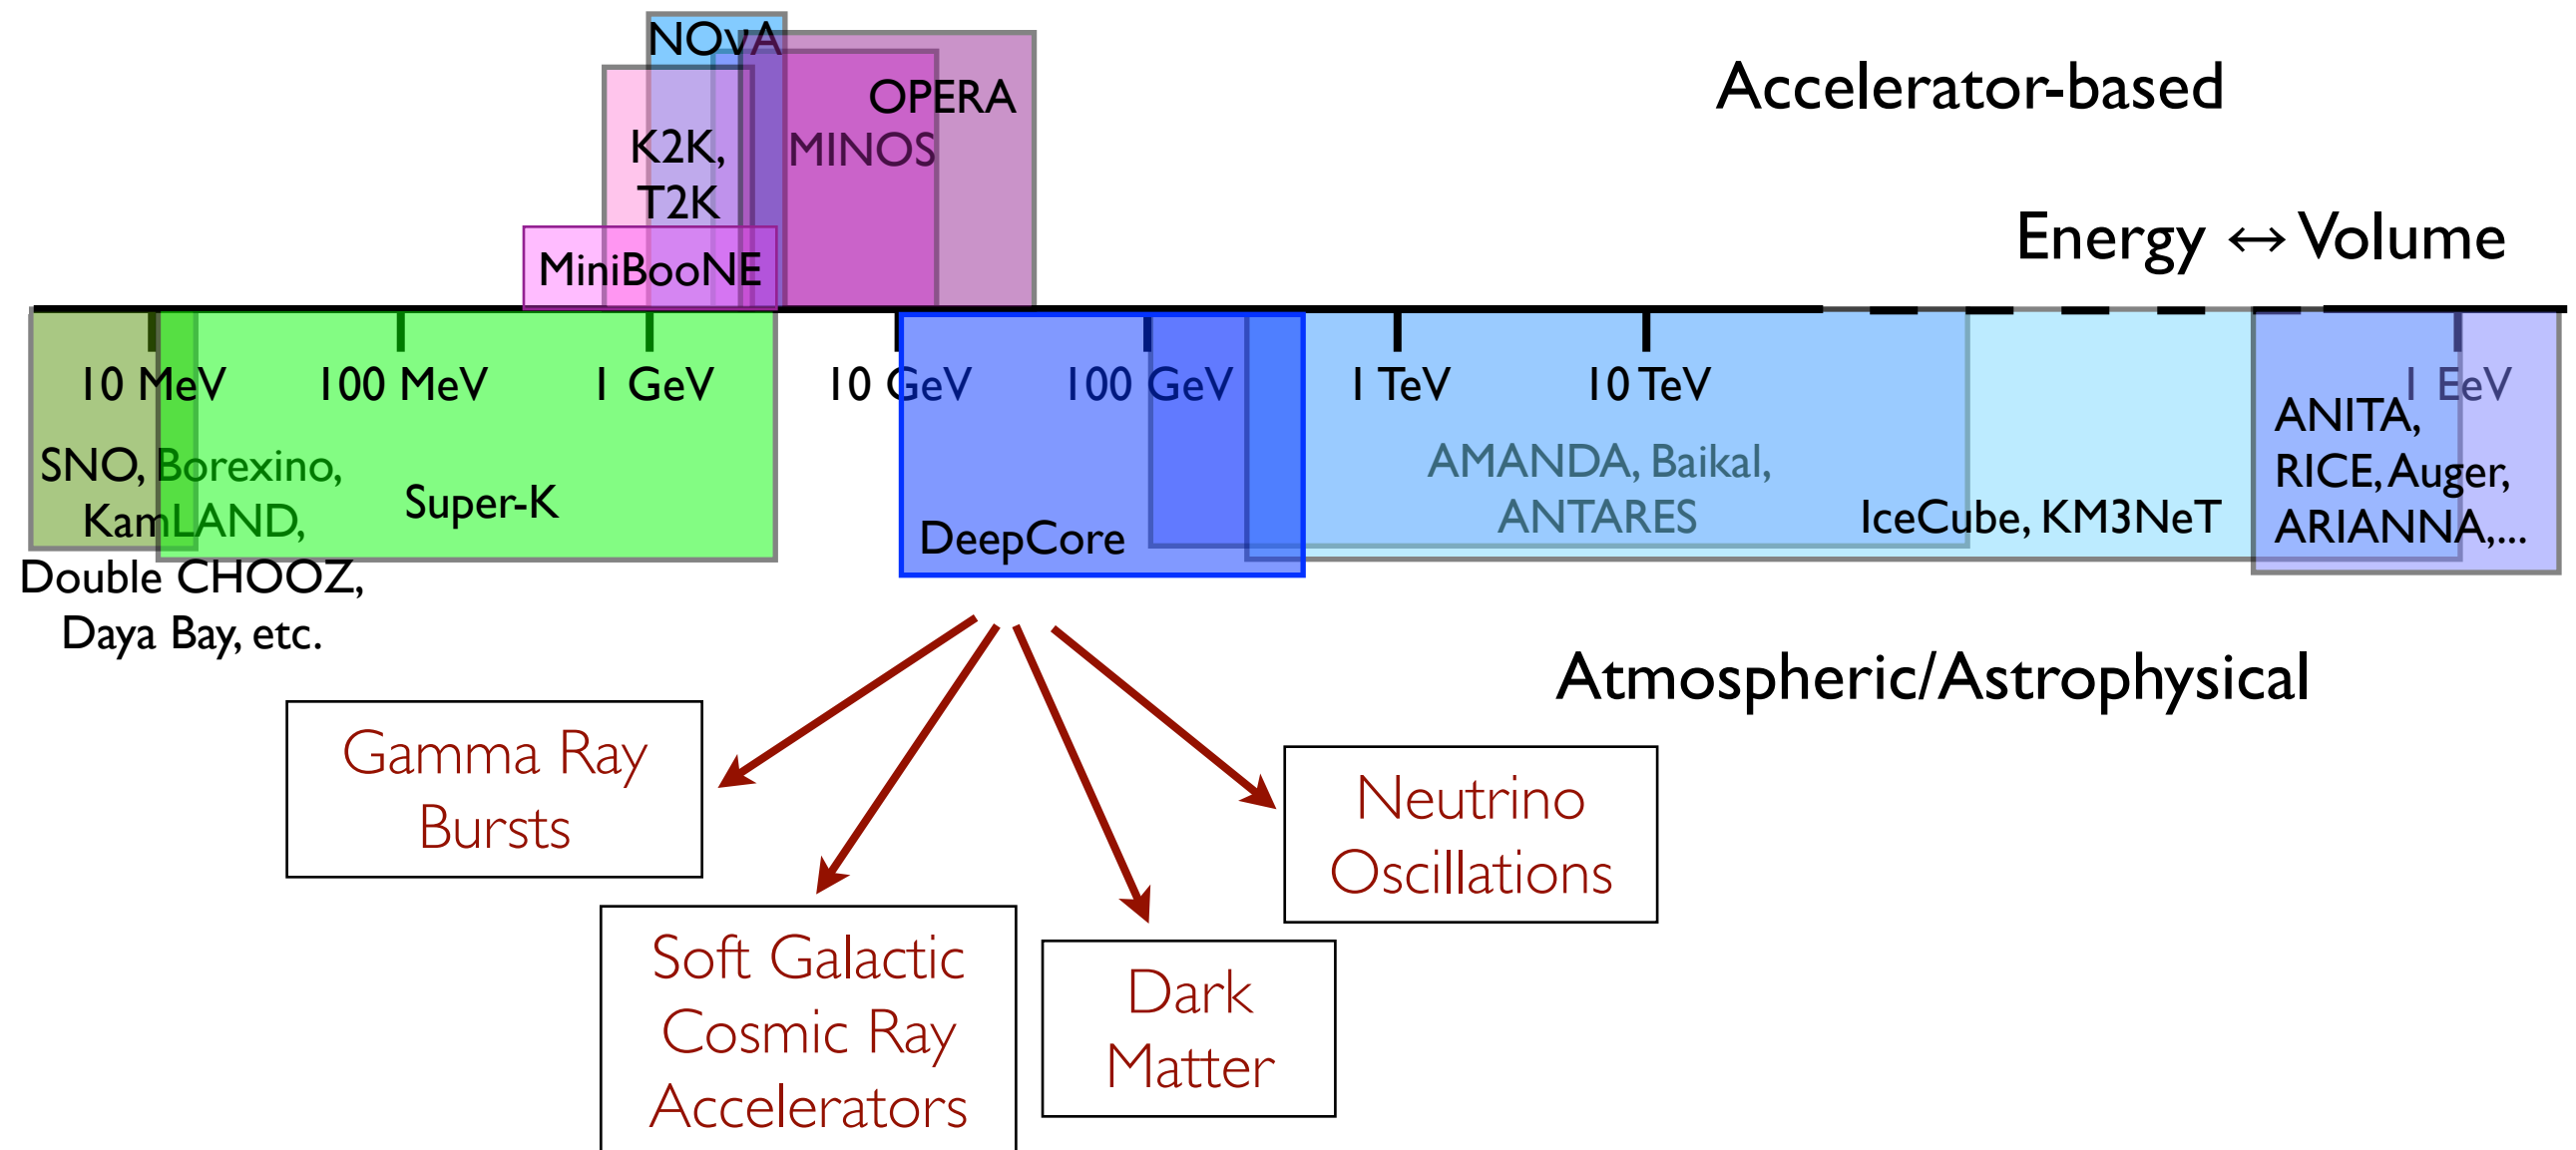 NOνA
OPERA
Accelerator-based
K2K,
T2K
MINOS
MiniBooNE
Energy ↔ Volume
10 MeV
100 MeV
1 GeV
10 GeV
100 GeV
1 TeV
10 TeV
1 EeV
SNO, Borexino,
KamLAND,
Double CHOOZ,
Daya Bay, etc.
Super-K
DeepCore
AMANDA, Baikal,
ANTARES
IceCube, KM3NeT
ANITA,
RICE, Auger,
ARIANNA,...
Atmospheric/Astrophysical
Gamma Ray
Bursts
Soft Galactic
Cosmic Ray
Accelerators
Dark
Matter
Neutrino
Oscillations